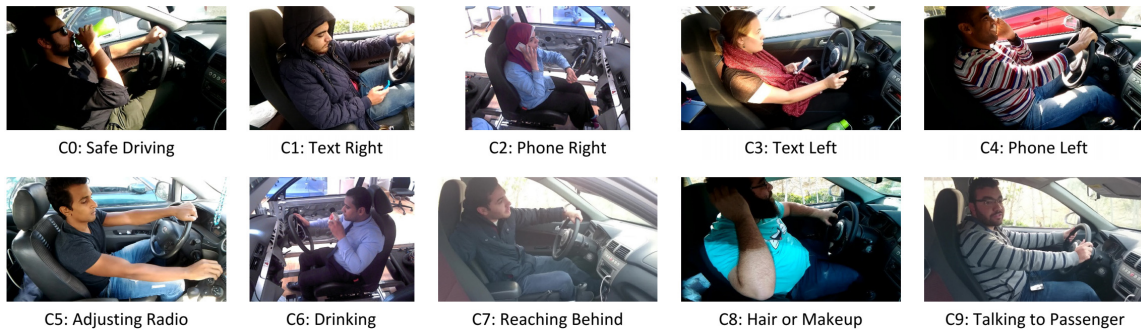 C0: Safe Driving
C1: Text Right
C2: Phone Right
C3: Text Left
C4: Phone Left
C5: Adjusting Radio
C6: Drinking
C7: Reaching Behind
C8: Hair or Makeup
C9: Talking to Passenger